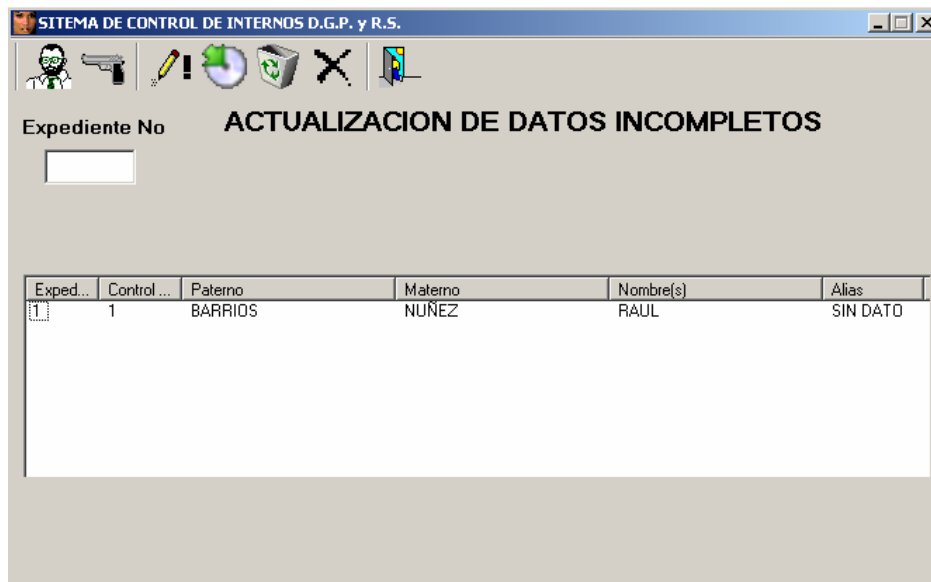 SITEMA DE CONTROL DE INTERNOS D.G.P. y R.S.
Expediente No
ACTUALIZACION DE DATOS INCOMPLETOS
Exped... Control ... Paterno Materno Nombre(s) Alias
1 1 BARRIOS NUÑEZ RAUL SIN DATO